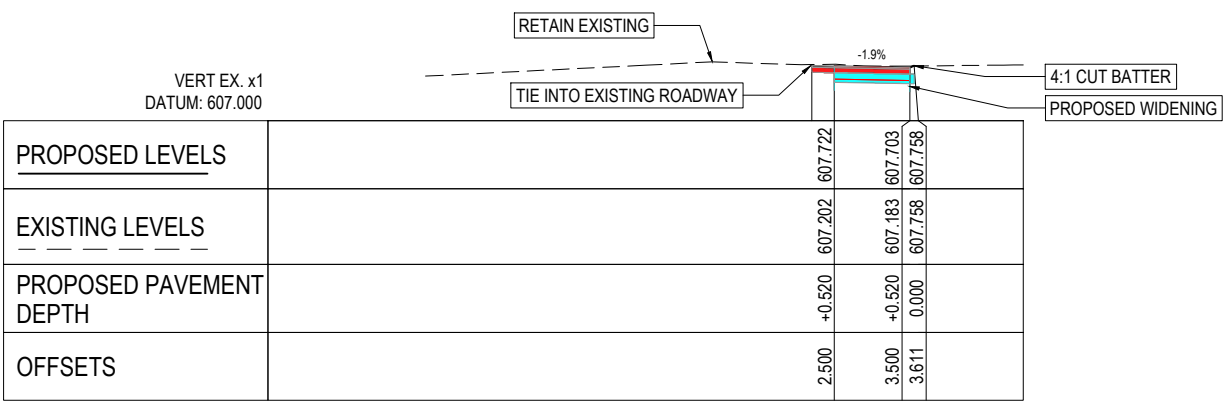 RETAIN EXISTING
-1.9%
VERT EX. x1
DATUM: 607.000
TIE INTO EXISTING ROADWAY
4:1 CUT BATTER
PROPOSED WIDENING
PROPOSED LEVELS
607.722
607.703
607.758
EXISTING LEVELS
607.202
607.183
607.758
PROPOSED PAVEMENT
DEPTH
+0.520
+0.520
0.000
OFFSETS
2.500
3.500
3.611